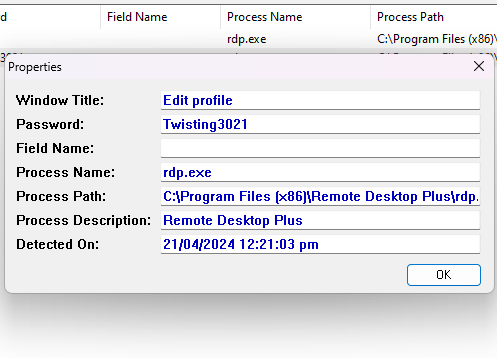 d Field Name Process Name Process Path
rdp.exe C:\Program Files (x86)\
Properties
Window Title: Edit profile
Password: Twisting3021
Field Name:
Process Name: rdp.exe
Process Path: C:\Program Files (x86)\Remote Desktop Plus\rdp.
Process Description: Remote Desktop Plus
Detected On: 21/04/2024 12:21:03 pm
OK